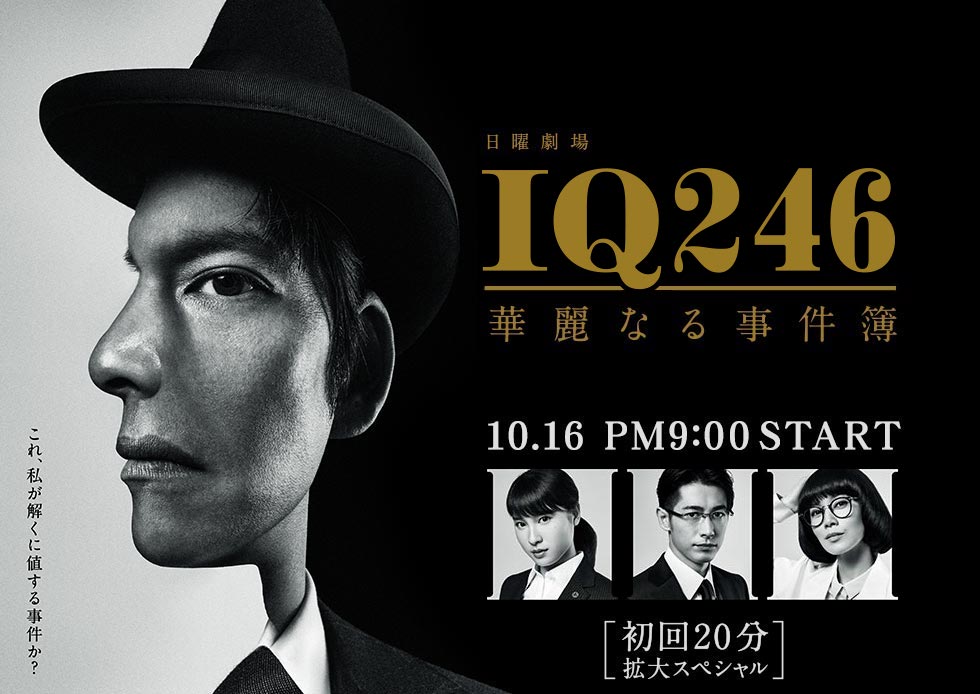 日曜劇場
IQ246
華麗なる事件簿
10.16 PM9:00 START
[初回20分
拡大スペシャル]
これ、私が解くに値する事件か?